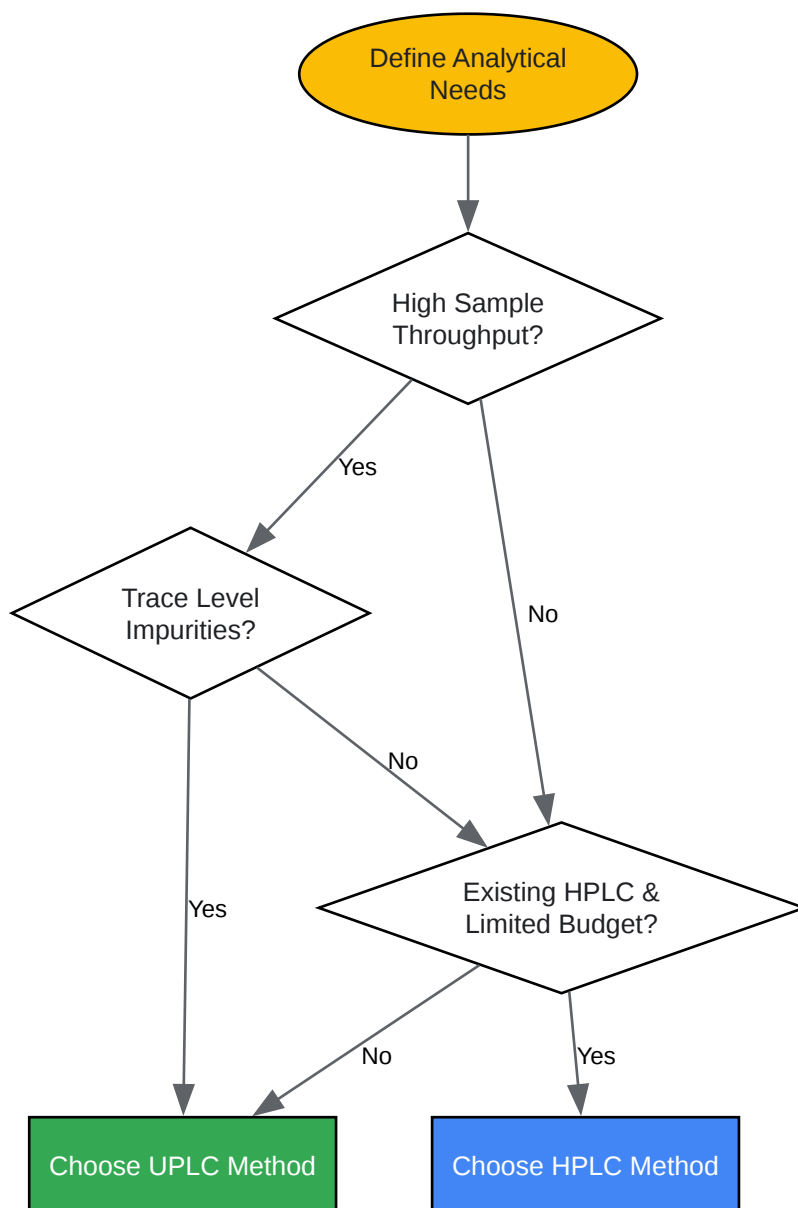 Define Analytical
Needs
High Sample
Throughput?
Yes
Trace Level
Impurities?
No
No
Existing HPLC &
Limited Budget?
Yes
No
Yes
Choose UPLC Method
Choose HPLC Method